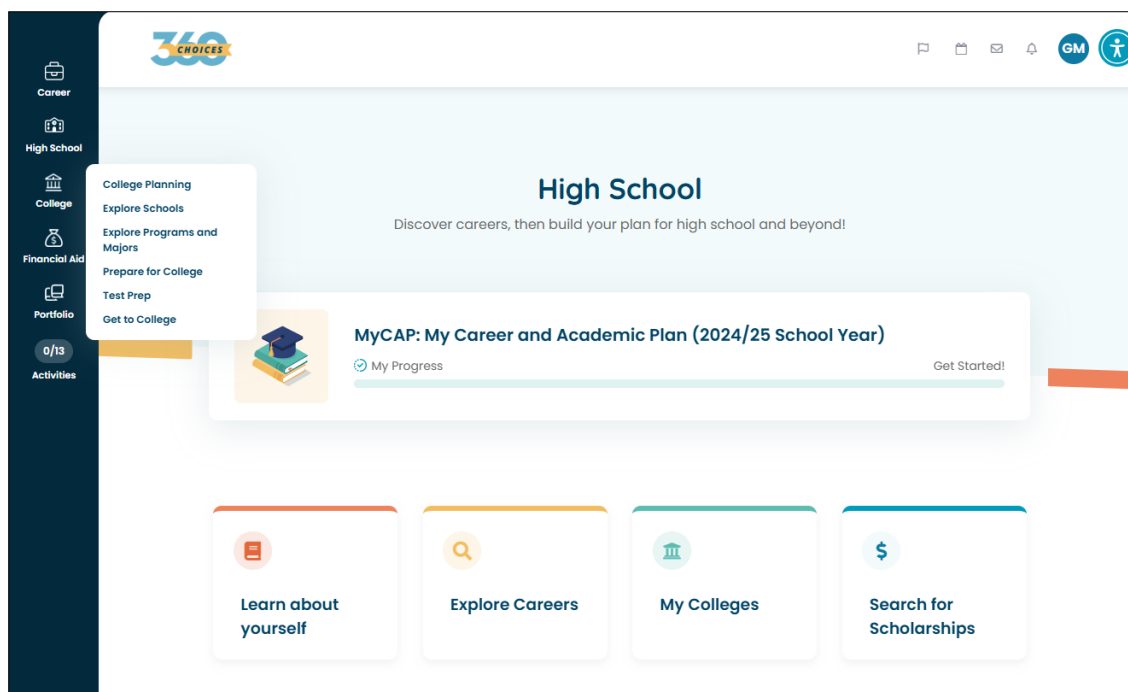 360
CHOICES
GM
Career
High School
College
Financial Aid
Portfolio
0/13
Activities
College Planning
Explore Schools
Explore Programs and
Majors
Prepare for College
Test Prep
Get to College
High School
Discover careers, then build your plan for high school and beyond!
MyCAP: My Career and Academic Plan (2024/25 School Year)
My Progress
Get Started!
Learn about
yourself
Explore Careers
My Colleges
Search for
Scholarships